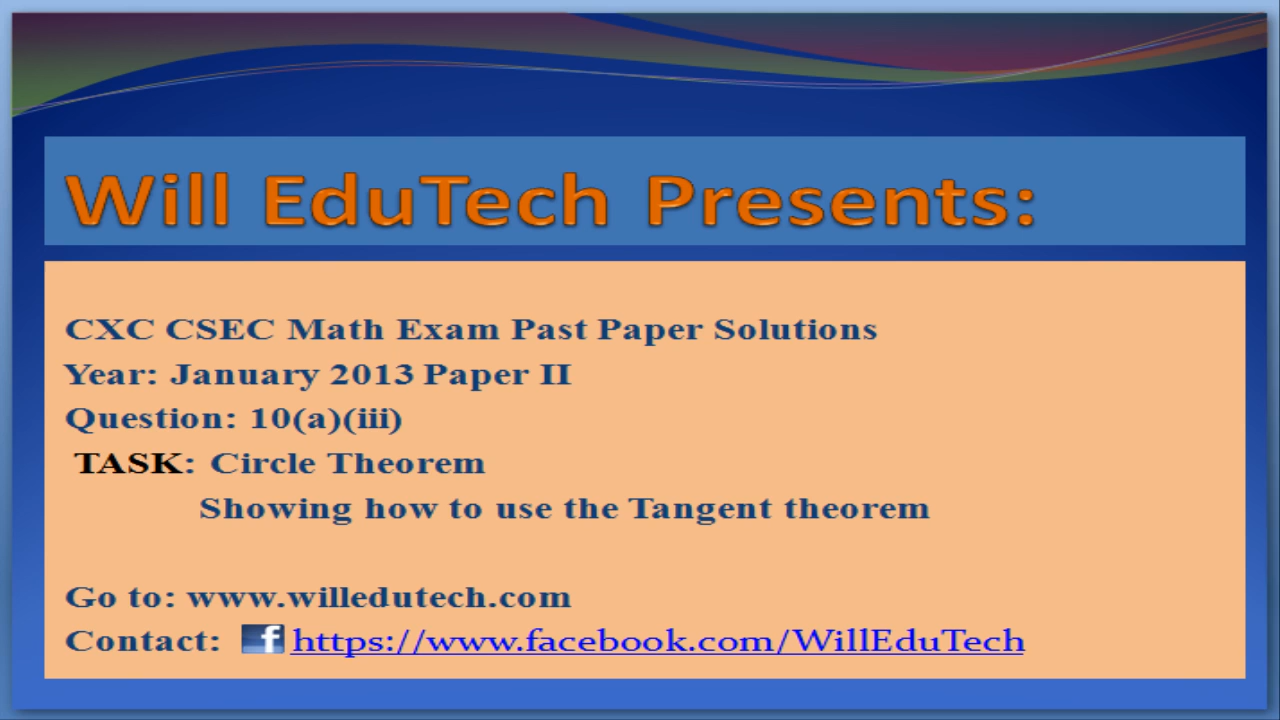 Will EduTech Presents:
CXC CSEC Math Exam Past Paper Solutions
Year: January 2013 Paper II
Question: 10(a)(iii)
TASK: Circle Theorem
Showing how to use the Tangent theorem
Go to: www.willedutech.com
Contact: f https://www.facebook.com/WillEduTech